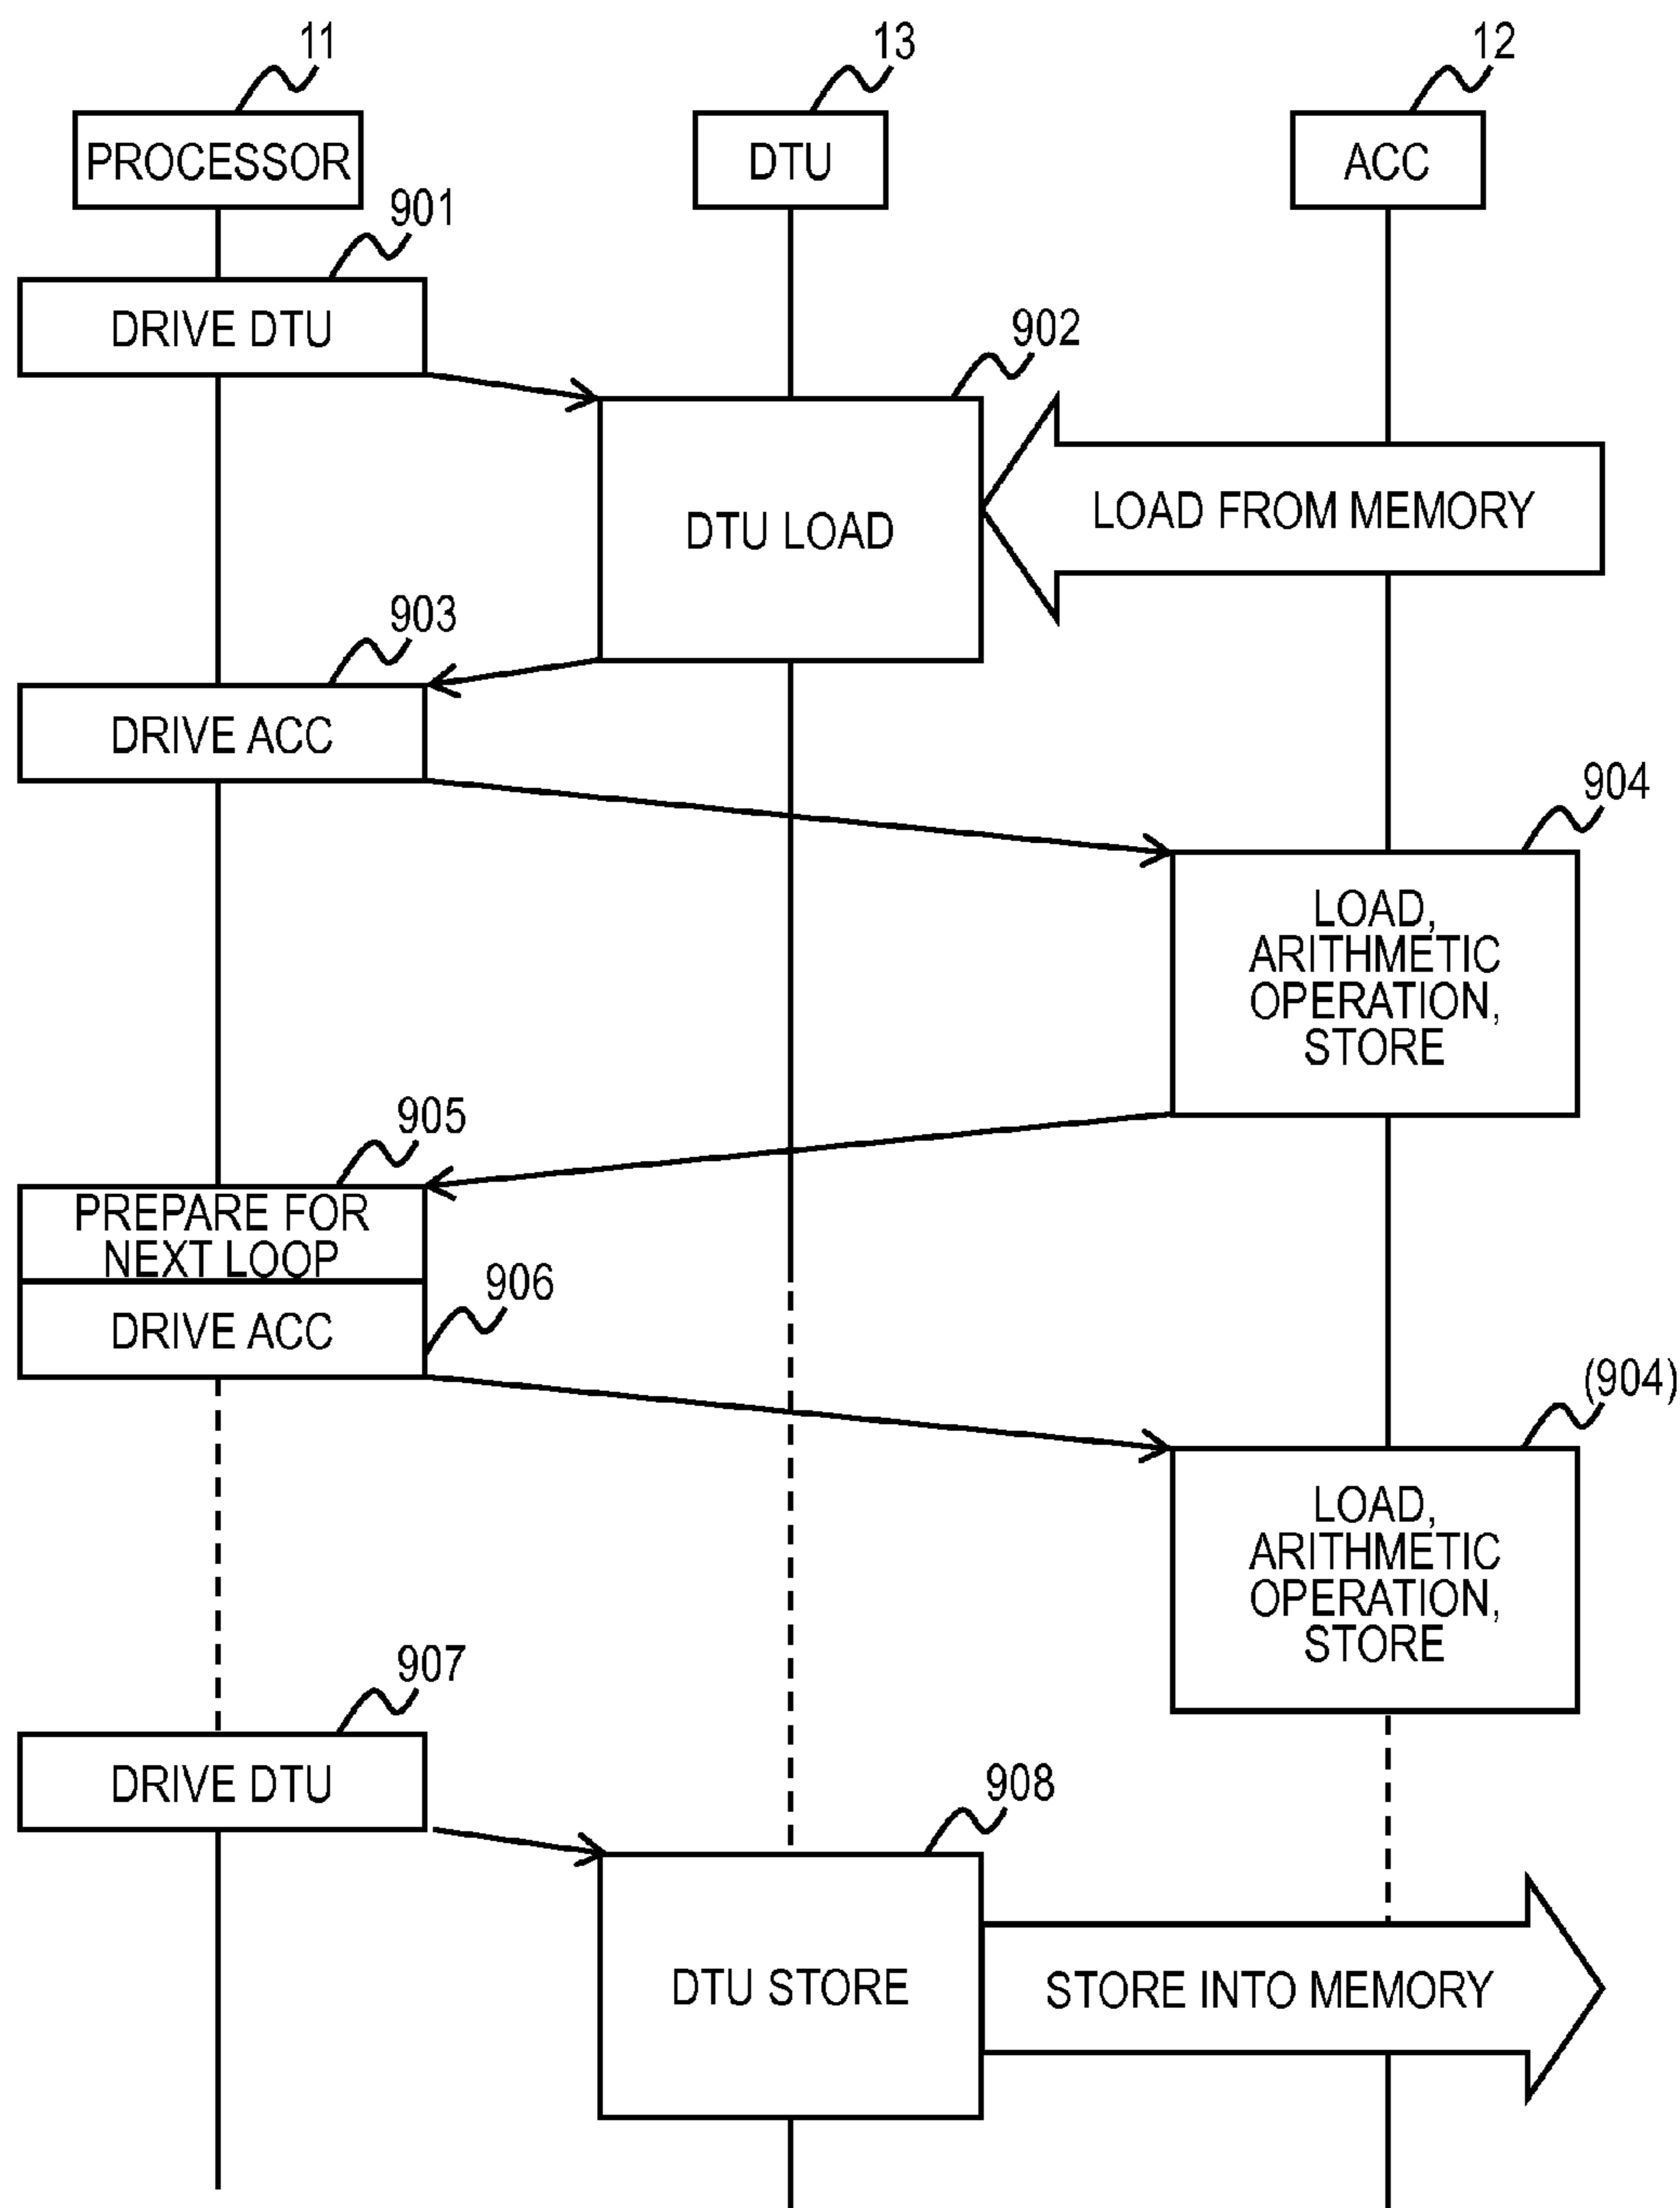 11
13
12
PROCESSOR
DTU
ACC
901
DRIVE DTU
902
DTU LOAD
LOAD FROM MEMORY
903
DRIVE ACC
904
LOAD,
ARITHMETIC
OPERATION,
STORE
905
PREPARE FOR
NEXT LOOP
906
DRIVE ACC
(904)
LOAD,
ARITHMETIC
OPERATION,
STORE
907
DRIVE DTU
908
DTU STORE
STORE INTO MEMORY